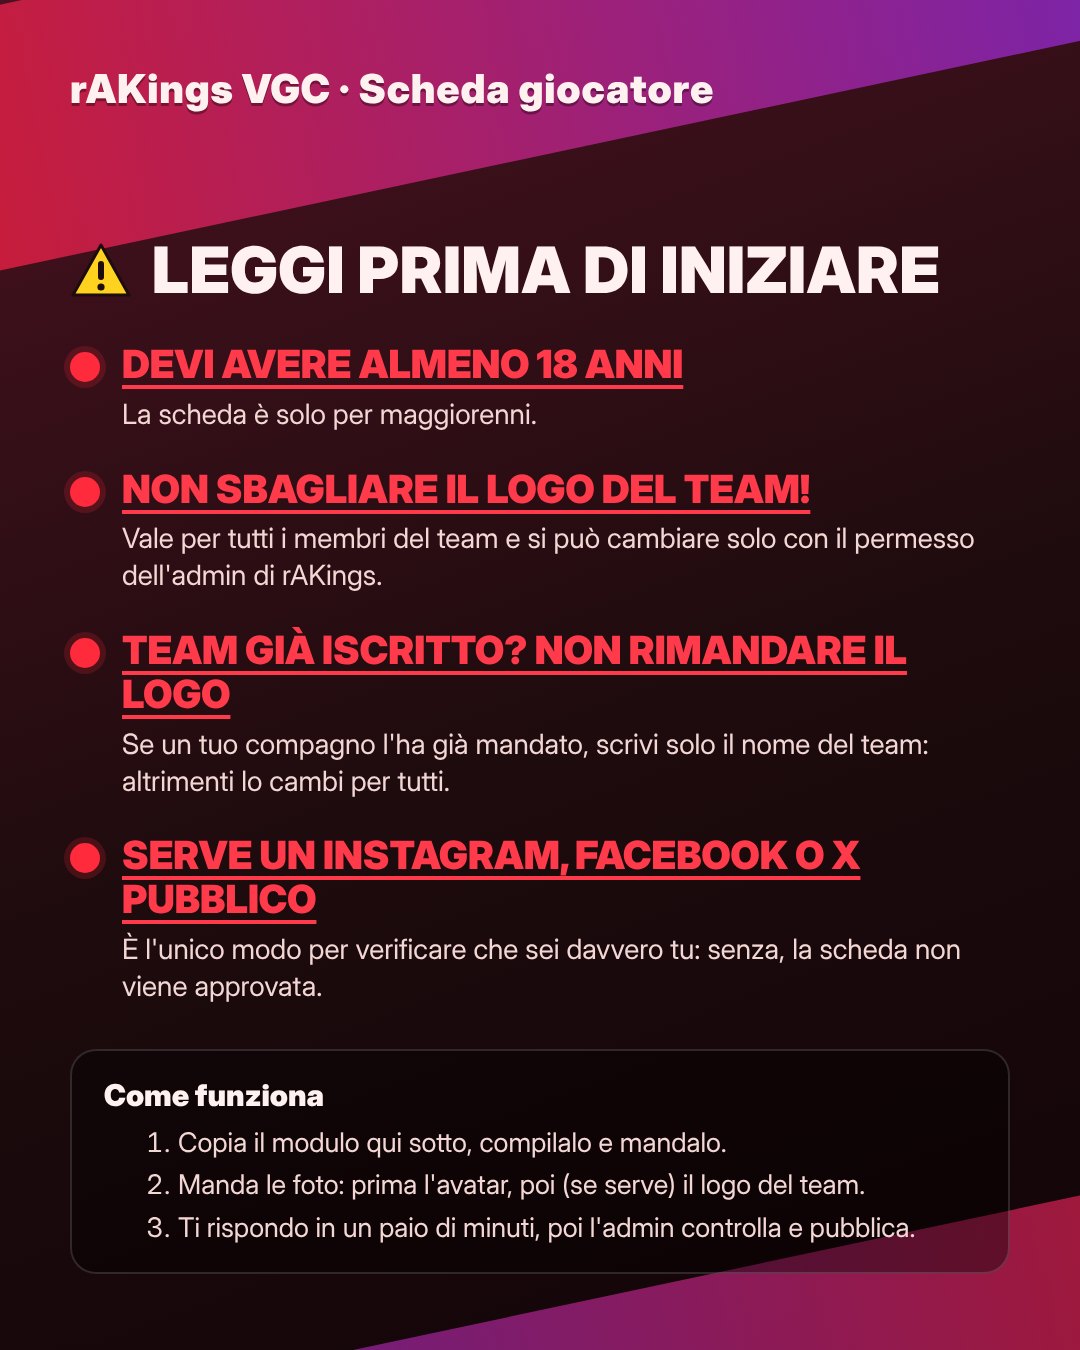 rAKings VGC · Scheda giocatore
⚠️ LEGGI PRIMA DI INIZIARE
DEVI AVERE ALMENO 18 ANNI
La scheda è solo per maggiorenni.
NON SBAGLIARE IL LOGO DEL TEAM!
Vale per tutti i membri del team e si può cambiare solo con il permesso
dell'admin di rAKings.
TEAM GIÀ ISCRITTO? NON RIMANDARE IL
LOGO
Se un tuo compagno l'ha già mandato, scrivi solo il nome del team:
altrimenti lo cambi per tutti.
SERVE UN INSTAGRAM, FACEBOOK O X
PUBBLICO
È l'unico modo per verificare che sei davvero tu: senza, la scheda non
viene approvata.
Come funziona
1. Copia il modulo qui sotto, compilalo e mandalo.
2. Manda le foto: prima l'avatar, poi (se serve) il logo del team.
3. Ti rispondo in un paio di minuti, poi l'admin controlla e pubblica.